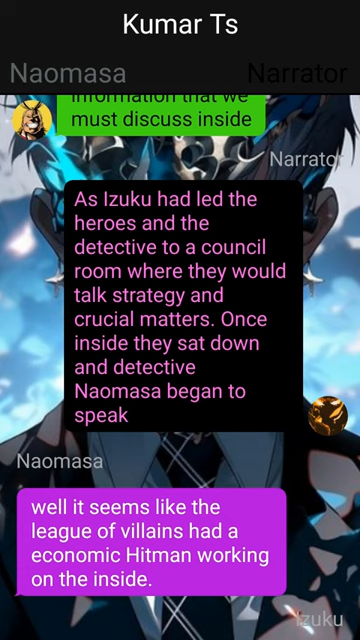 Kumar Ts
Naomasa Narrator
information that we
must discuss inside
Narrator
As Izuku had led the
heroes and the
detective to a council
room where they would
talk strategy and
crucial matters. Once
inside they sat down
and detective
Naomasa began to
speak
Naomasa
well it seems like the
league of villains had a
economic Hitman working
on the inside.
Izuku